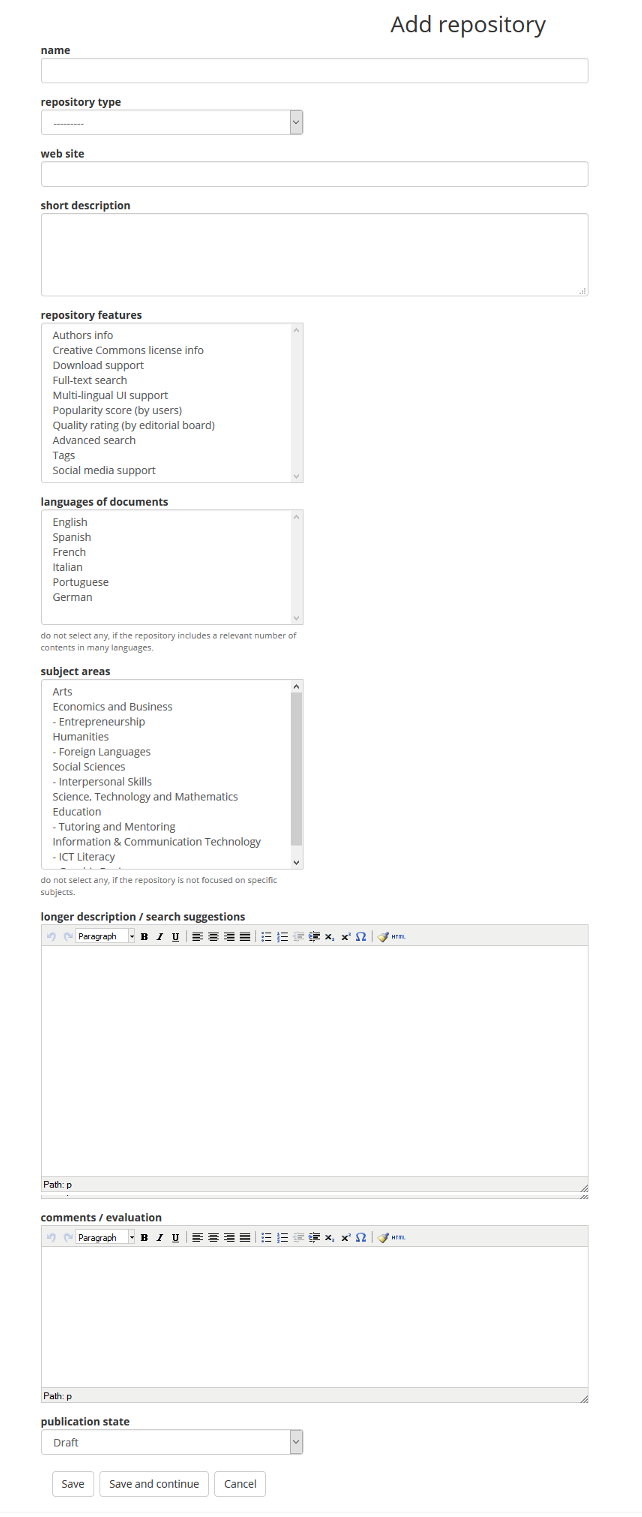 Add repository
name
repository type
---------
web site
short description
repository features
Authors info
Creative Commons license info
Download support
Full-text search
Multi-lingual UI support
Popularity score (by users)
Quality rating (by editorial board)
Advanced search
Tags
Social media support
languages of documents
English
Spanish
French
Italian
Portuguese
German
do not select any, if the repository includes a relevant number of
contents in many languages.
subject areas
Arts
Economics and Business
- Entrepreneurship
Humanities
- Foreign Languages
Social Sciences
- Interpersonal Skills
Science, Technology and Mathematics
Education
- Tutoring and Mentoring
Information & Communication Technology
- ICT Literacy
do not select any, if the repository is not focused on specific
subjects.
longer description / search suggestions
Paragraph B I U x₂ x² Ω HTML
Path: p
comments / evaluation
Paragraph B I U x₂ x² Ω HTML
Path: p
publication state
Draft
Save Save and continue Cancel